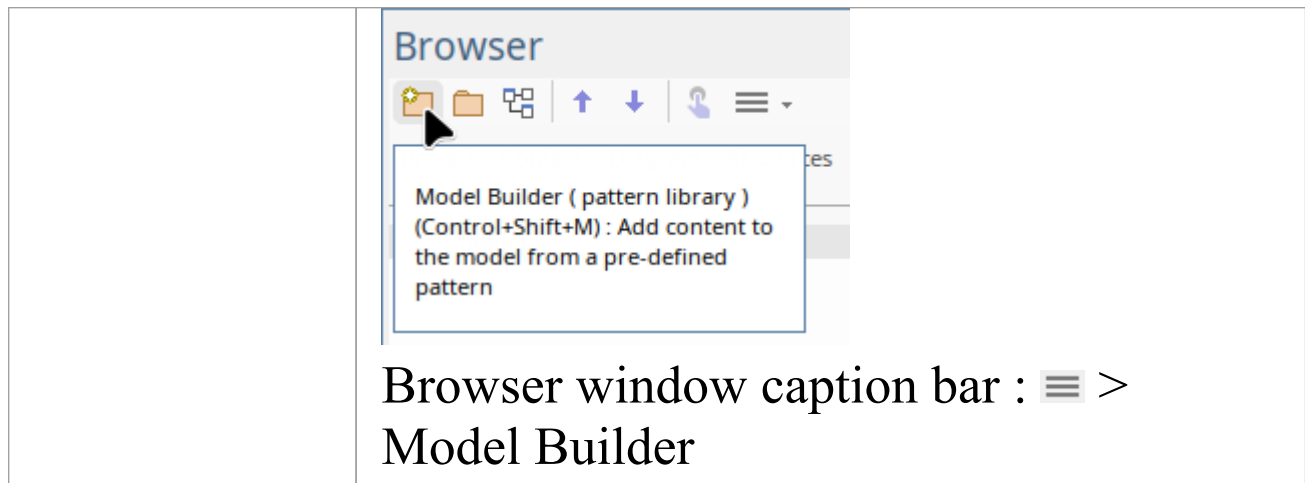 Browser
Model Builder ( pattern library )
(Control+Shift+M) : Add content to
the model from a pre-defined
pattern
Browser window caption bar : >
Model Builder